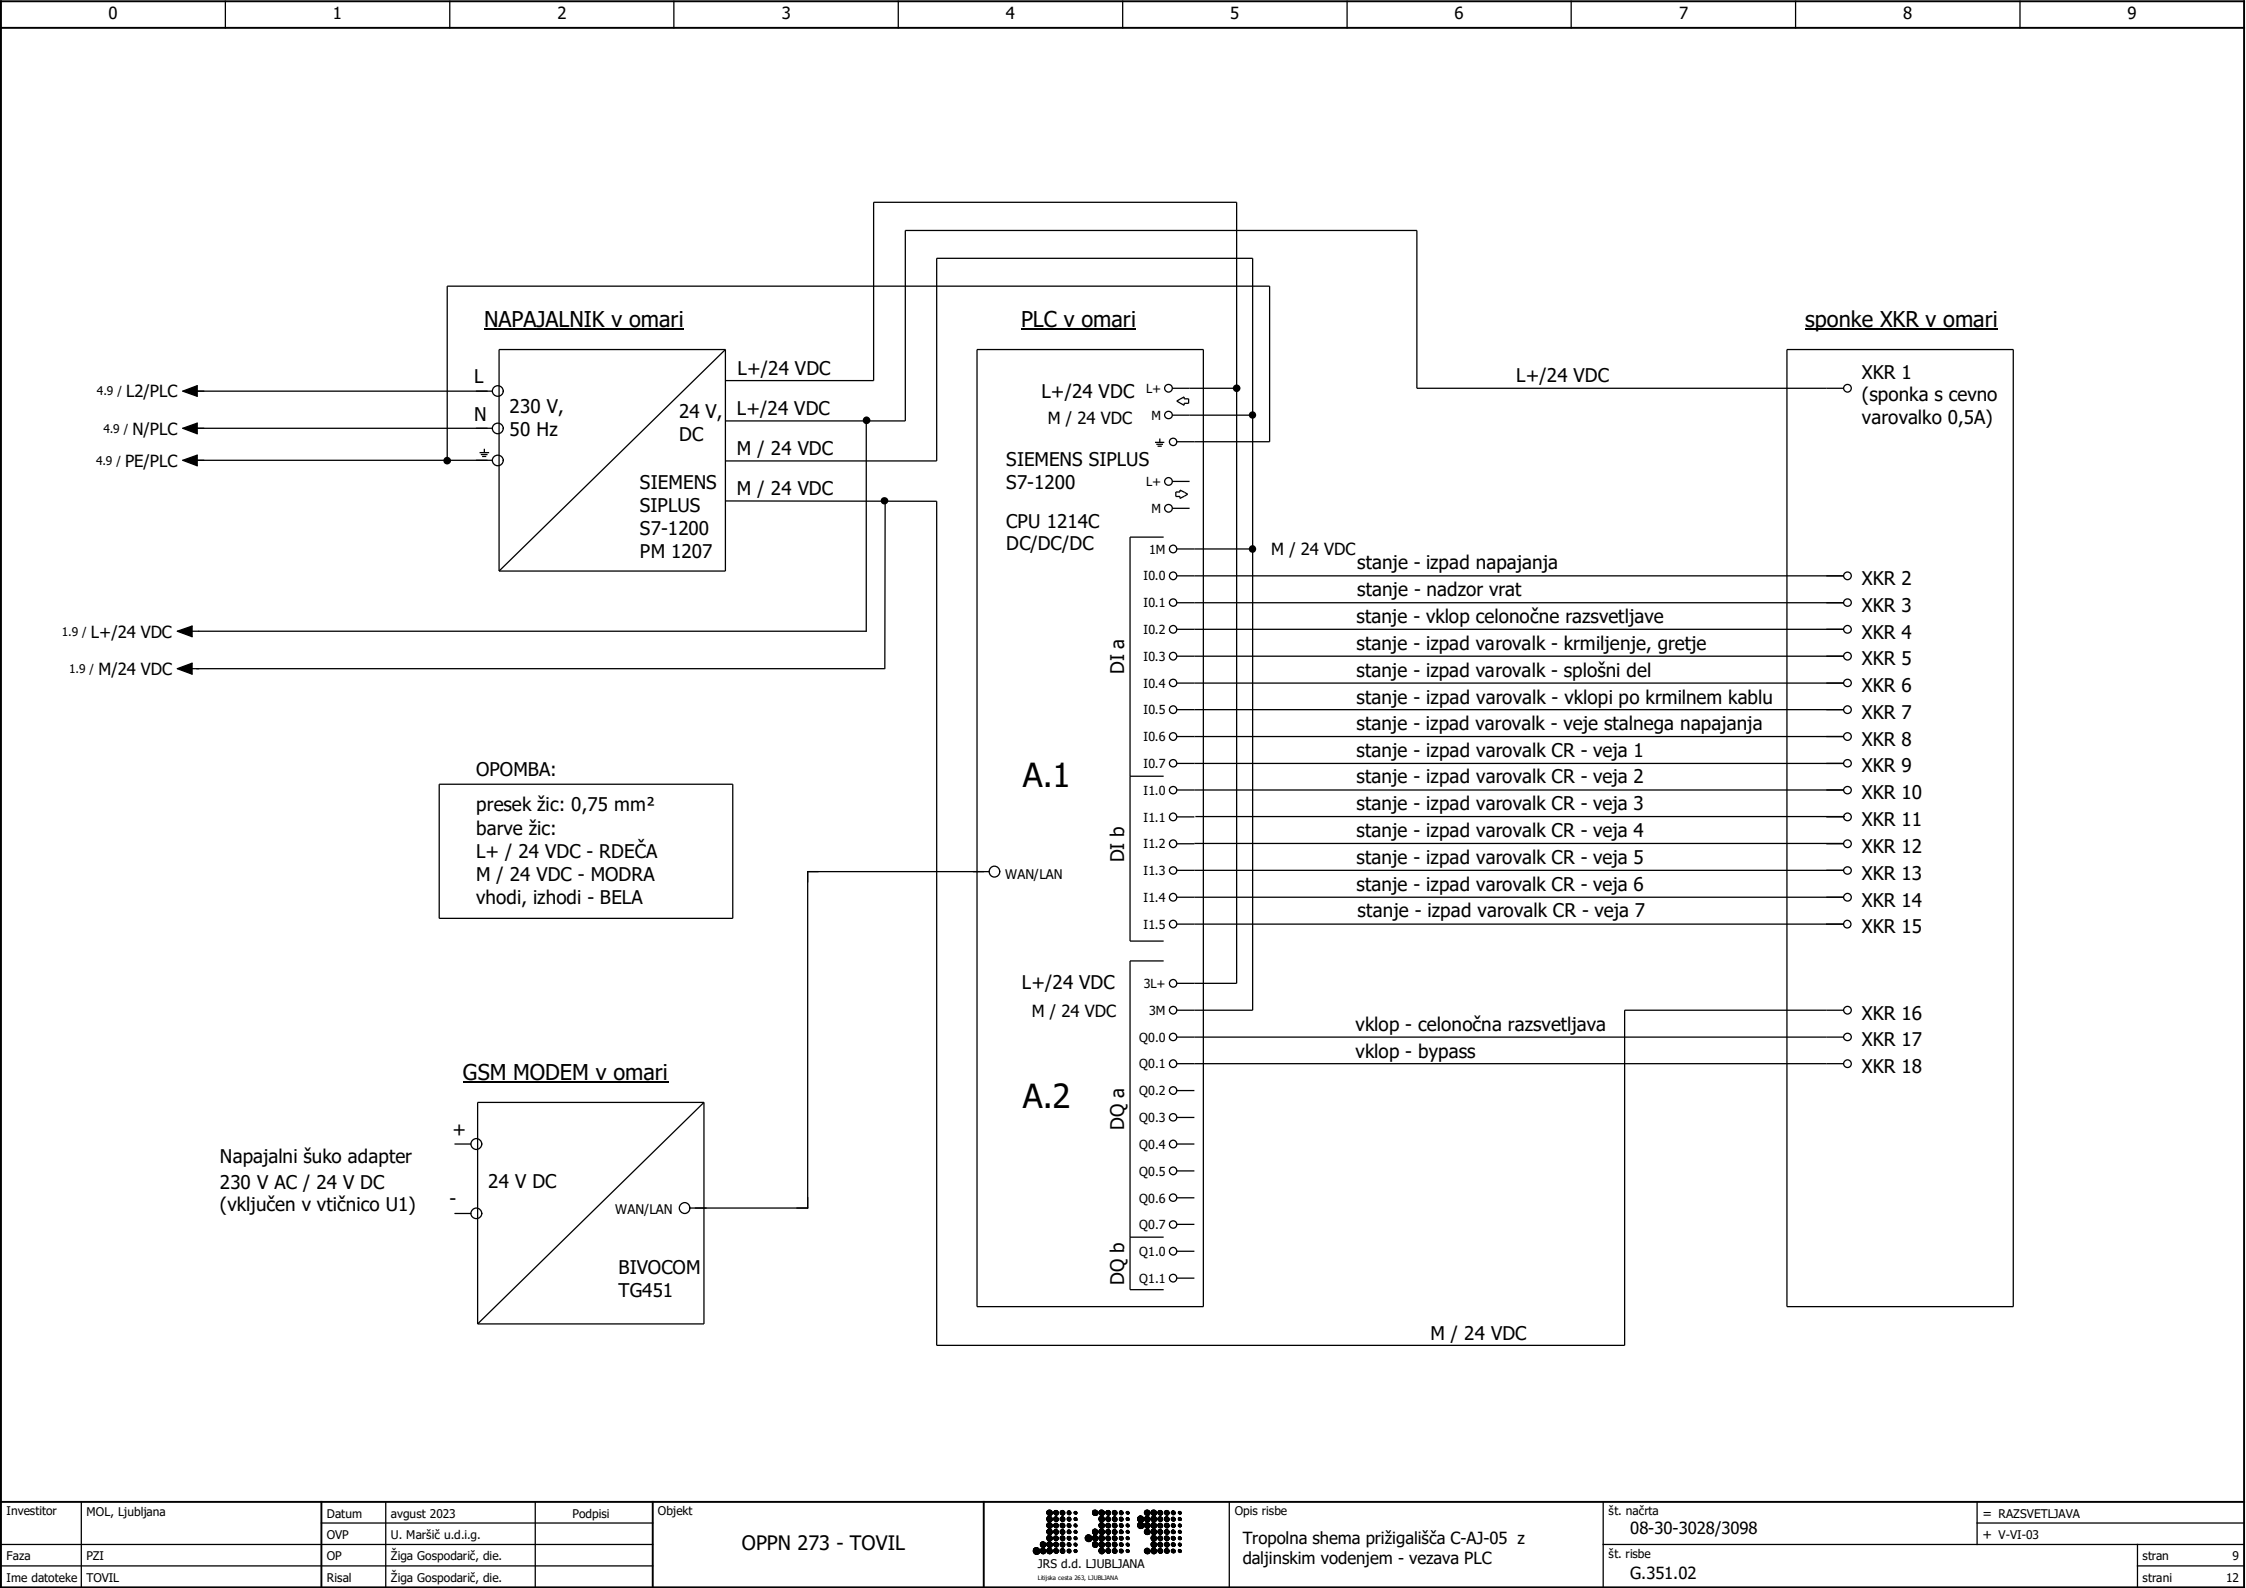 0 1 2 3 4 5 6 7 8 9
NAPAJALNIK v omari
L
N
230 V,
50 Hz
24 V,
DC
SIEMENS
SIPLUS
S7-1200
PM 1207
4.9 / L2/PLC
4.9 / N/PLC
4.9 / PE/PLC
L+/24 VDC
L+/24 VDC
M / 24 VDC
M / 24 VDC
1.9 / L+/24 VDC
1.9 / M/24 VDC
OPOMBA:
presek žic: 0,75 mm²
barve žic:
L+ / 24 VDC - RDEČA
M / 24 VDC - MODRA
vhodi, izhodi - BELA
GSM MODEM v omari
+
-
24 V DC
WAN/LAN
BIVOCOM
TG451
Napajalni šuko adapter
230 V AC / 24 V DC
(vključen v vtičnico U1)
PLC v omari
L+/24 VDC L+
M / 24 VDC M
SIEMENS SIPLUS
S7-1200
L+
M
CPU 1214C
DC/DC/DC
A.1
WAN/LAN
DI a
DI b
1M M / 24 VDC
I0.0 stanje - izpad napajanja XKR 2
I0.1 stanje - nadzor vrat XKR 3
I0.2 stanje - vklop celonočne razsvetljave XKR 4
I0.3 stanje - izpad varovalk - krmiljenje, gretje XKR 5
I0.4 stanje - izpad varovalk - splošni del XKR 6
I0.5 stanje - izpad varovalk - vklopi po krmilnem kablu XKR 7
I0.6 stanje - izpad varovalk - veje stalnega napajanja XKR 8
I0.7 stanje - izpad varovalk CR - veja 1 XKR 9
I1.0 stanje - izpad varovalk CR - veja 2 XKR 10
I1.1 stanje - izpad varovalk CR - veja 3 XKR 11
I1.2 stanje - izpad varovalk CR - veja 4 XKR 12
I1.3 stanje - izpad varovalk CR - veja 5 XKR 13
I1.4 stanje - izpad varovalk CR - veja 6 XKR 14
I1.5 stanje - izpad varovalk CR - veja 7 XKR 15
L+/24 VDC 3L+
M / 24 VDC 3M XKR 16
Q0.0 vklop - celonočna razsvetljava XKR 17
Q0.1 vklop - bypass XKR 18
A.2
DQ a
Q0.2
Q0.3
Q0.4
Q0.5
Q0.6
Q0.7
DQ b
Q1.0
Q1.1
M / 24 VDC
sponke XKR v omari
L+/24 VDC
XKR 1
(sponka s cevno
varovalko 0,5A)
Investitor MOL, Ljubljana
Faza PZI
Ime datoteke TOVIL
Datum avgust 2023 Podpisi
OVP U. Maršič u.d.i.g.
OP Žiga Gospodarič, die.
Risal Žiga Gospodarič, die.
Objekt
OPPN 273 - TOVIL
JRS d.d. LJUBLJANA
Litijska cesta 263, LJUBLJANA
Opis risbe
Tropolna shema prižigališča C-AJ-05 z
daljinskim vodenjem - vezava PLC
št. načrta
08-30-3028/3098
št. risbe
G.351.02
= RAZSVETLJAVA
+ V-VI-03
stran 9
strani 12